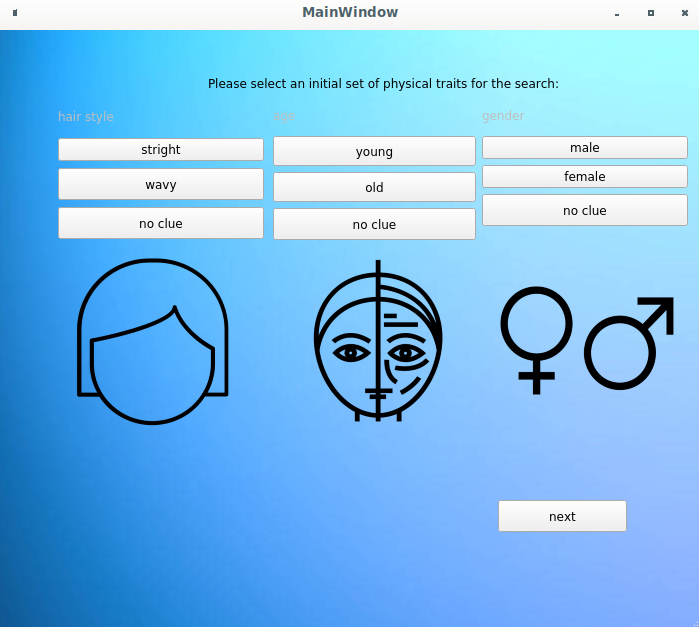 MainWindow
Please select an initial set of physical traits for the search:
hair style
age
gender
stright
young
male
wavy
old
female
no clue
no clue
no clue
next